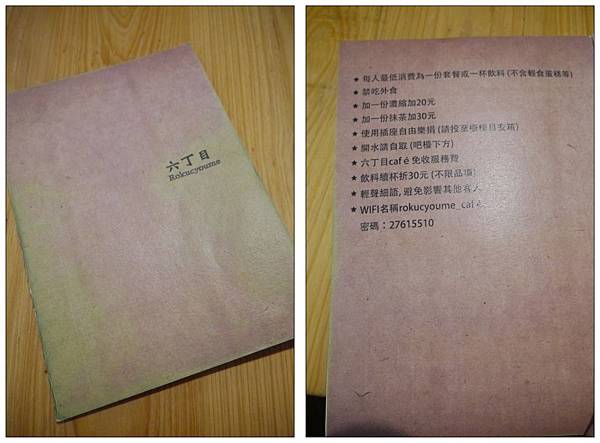 六丁目
Rokucyoume
★ 每人最低消費為一份套餐或一杯飲料 (不含輕食蛋糕等)
★ 禁吃外食
★ 加一份濃縮加20元
★ 加一份抹茶加30元
★ 使用插座自由樂捐 (請投至吧檯目友箱)
★ 開水請自取 (吧檯下方)
★ 六丁目café 免收服務費
★ 飲料續杯折30元 (不限品項)
★ 輕聲細語, 避免影響其他客人
★ WIFI名稱rokucyoume_café
密碼：27615510